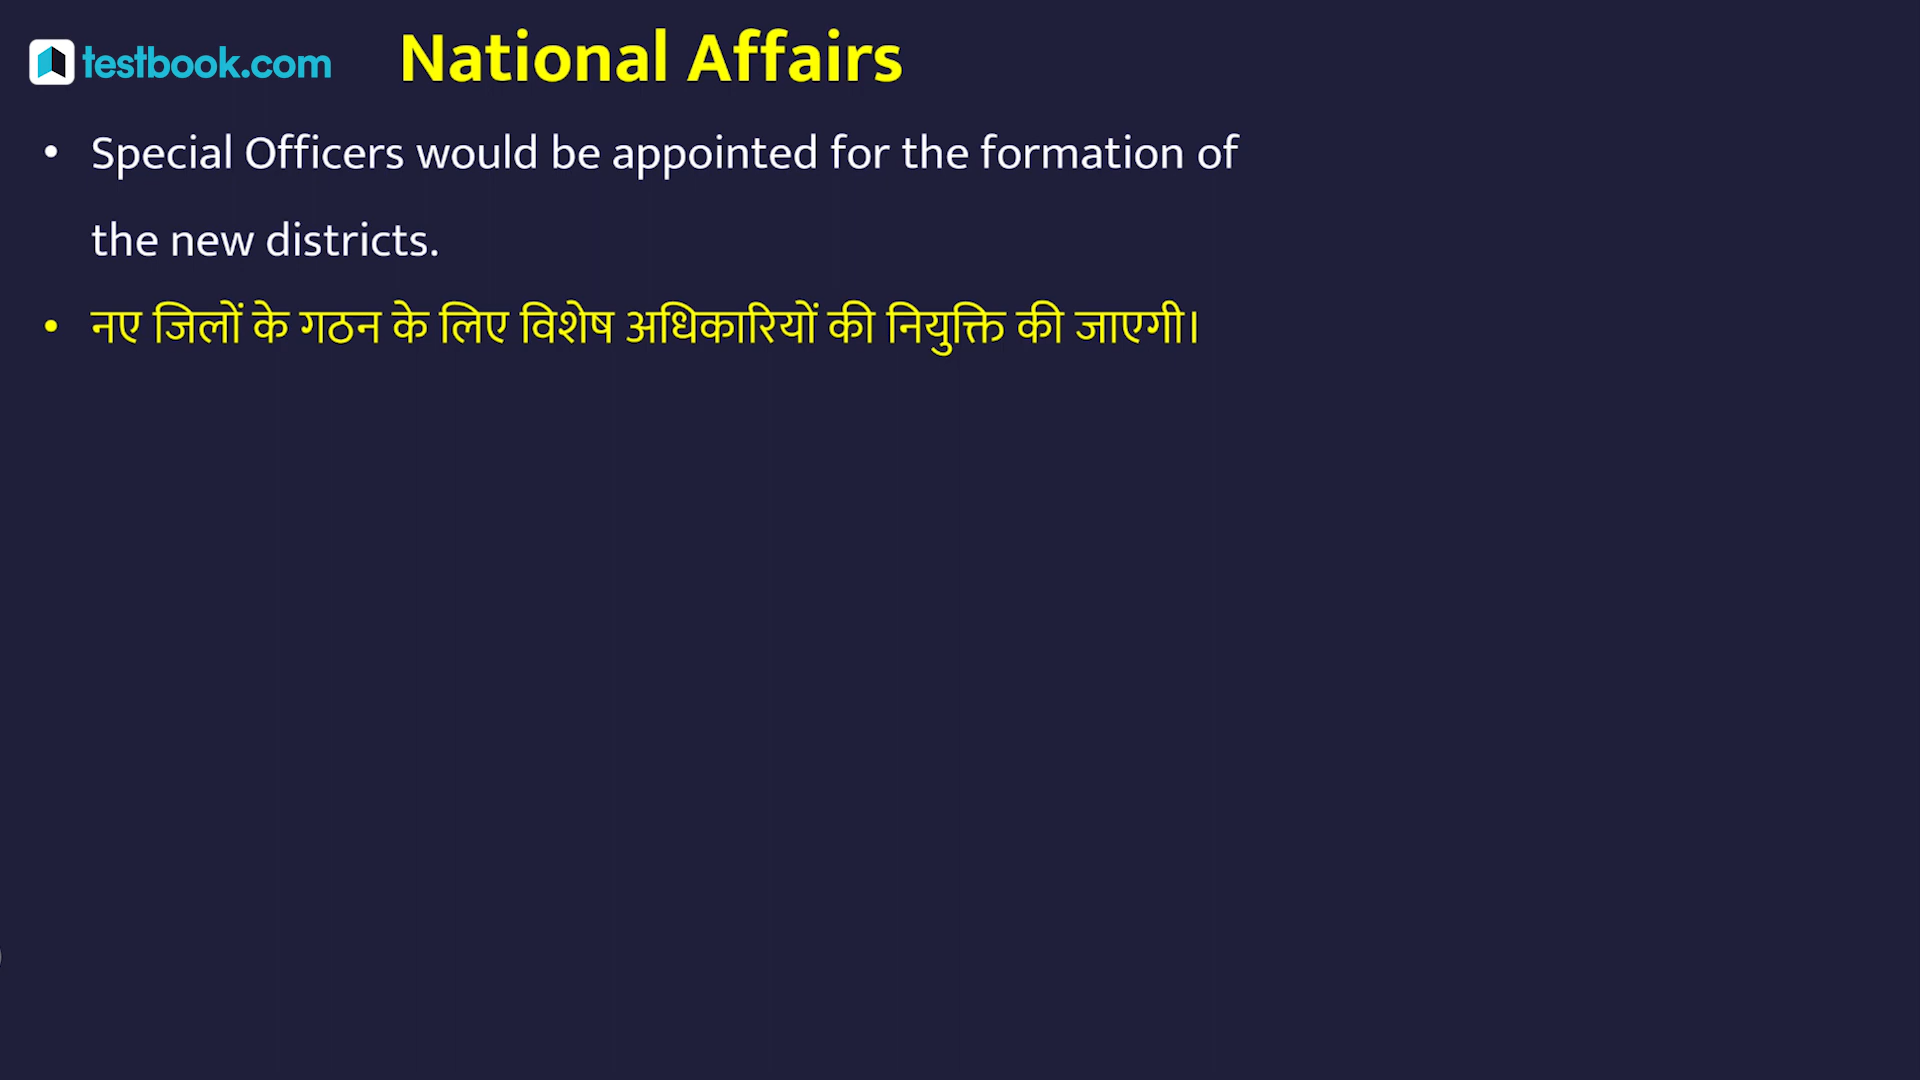 testbook.com
National Affairs
• Special Officers would be appointed for the formation of
the new districts.
• नए जिलों के गठन के लिए विशेष अधिकारियों की नियुक्ति की जाएगी।